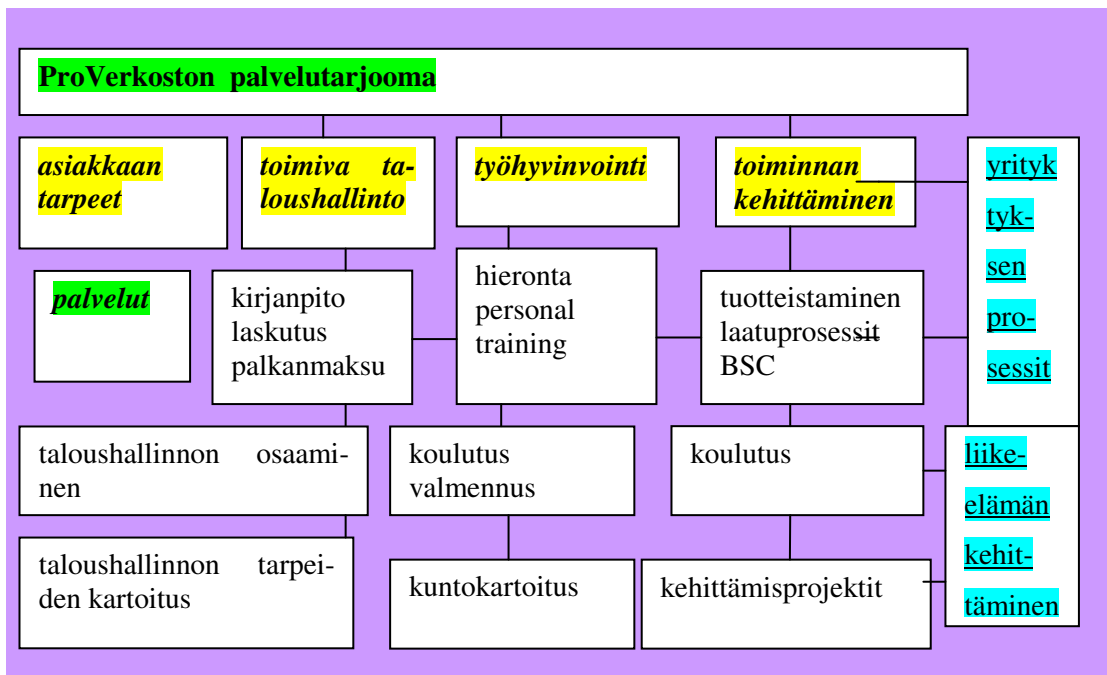 ProVerkoston palvelutarjooma
asiakkaan
tarpeet
toimiva ta-
loushallinto
työhyvinvointi
toiminnan
kehittäminen
yrityk
tyk-
sen
pro-
sessit
palvelut
kirjanpito
laskutus
palkanmaksu
hieronta
personal
training
tuotteistaminen
laatuprosessit
BSC
taloushallinnon osaami-
nen
koulutus
valmennus
koulutus
liike-
elämän
kehit-
täminen
taloushallinnon tarpei-
den kartoitus
kuntokartoitus
kehittämisprojektit